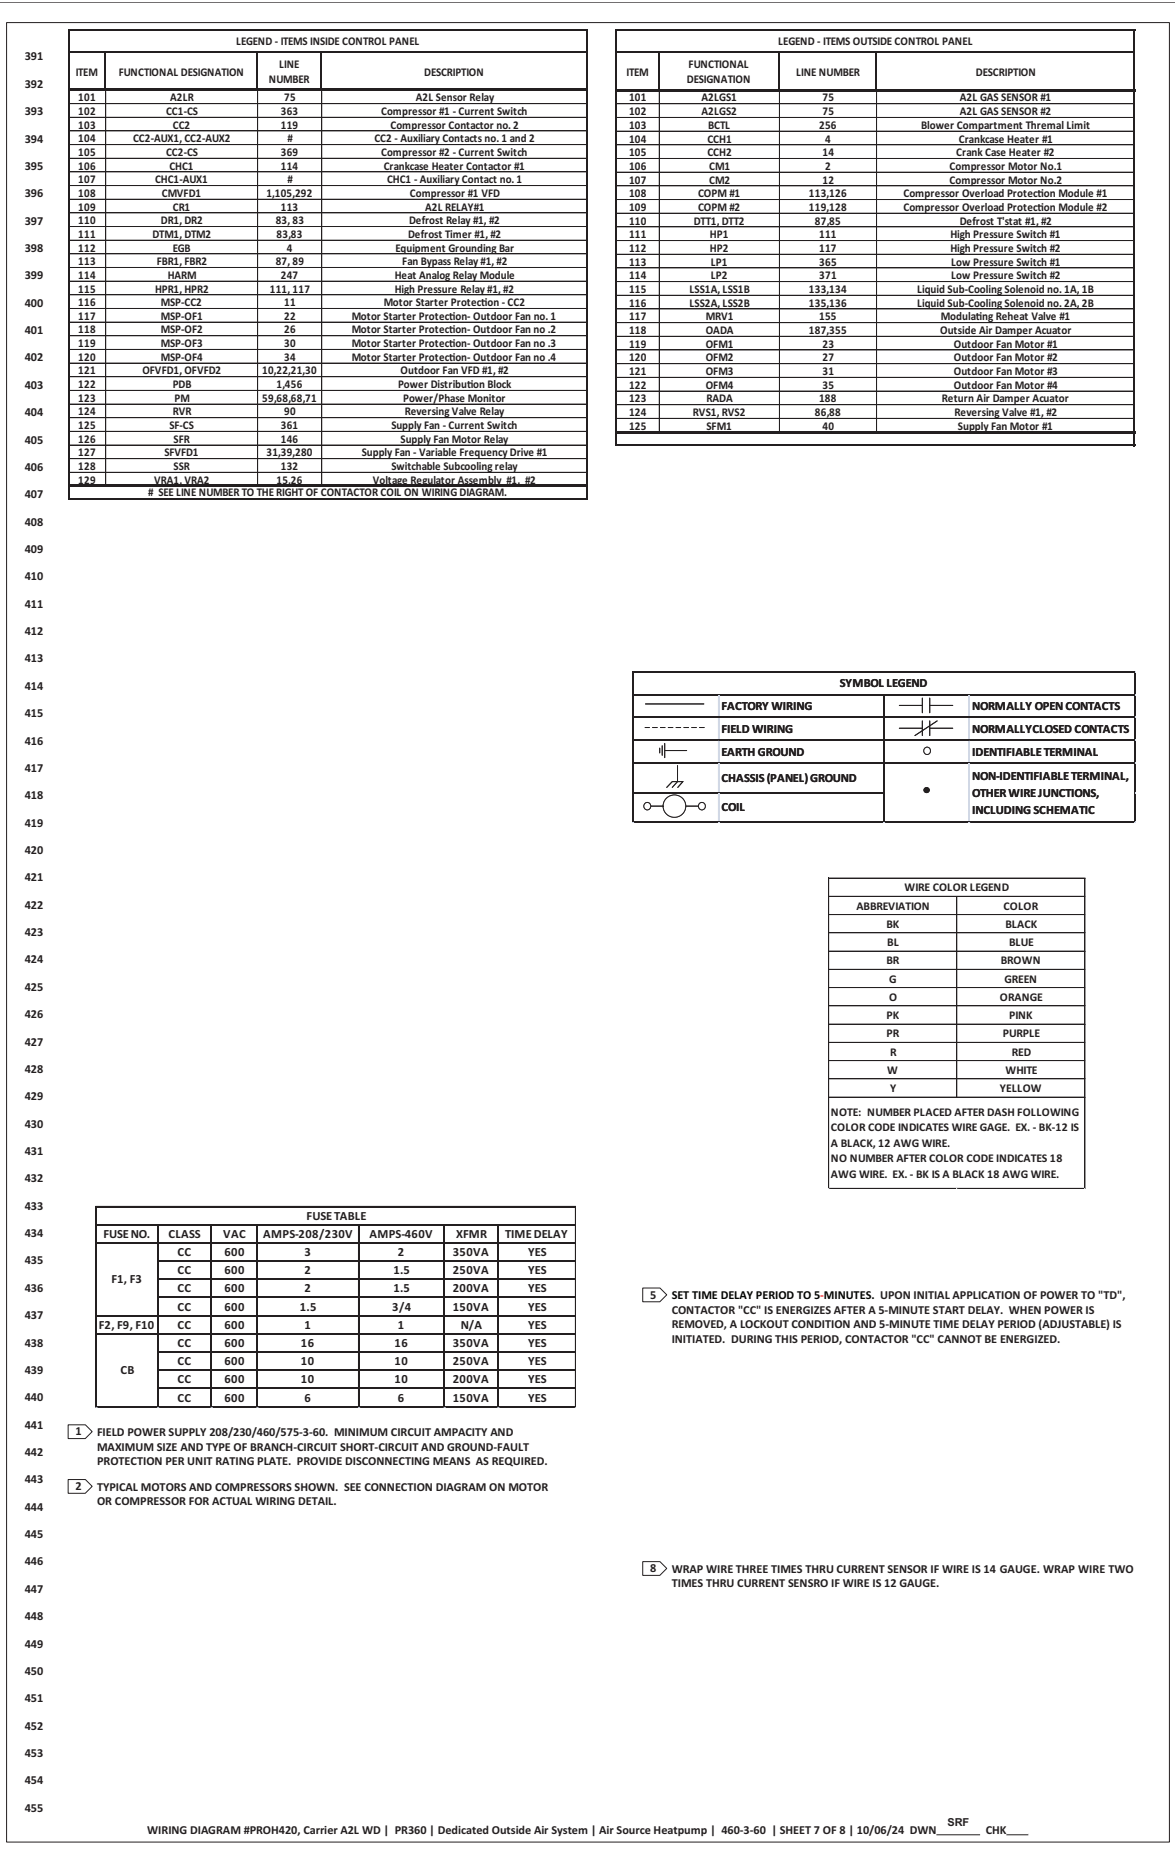 391
392
393
394
395
396
397
398
399
400
401
402
403
404
405
406
407
408
409
410
411
412
413
414
415
416
417
418
419
420
421
422
423
424
425
426
427
428
429
430
431
432
433
434
435
436
437
438
439
440
441
442
443
444
445
446
447
448
449
450
451
452
453
454
455
LEGEND - ITEMS INSIDE CONTROL PANEL
ITEM FUNCTIONAL DESIGNATION LINE NUMBER DESCRIPTION
101 A2LR 75 A2L Sensor Relay
102 CC1-CS 363 Compressor #1 - Current Switch
103 CC2 119 Compressor Contactor no. 2
104 CC2-AUX1, CC2-AUX2 # CC2 - Auxiliary Contacts no. 1 and 2
105 CC2-CS 369 Compressor #2 - Current Switch
106 CHC1 114 Crankcase Heater Contactor #1
107 CHC1-AUX1 # CHC1 - Auxiliary Contact no. 1
108 CMVFD1 1,105,292 Compressor #1 VFD
109 CR1 113 A2L RELAY#1
110 DR1, DR2 83, 83 Defrost Relay #1, #2
111 DTM1, DTM2 83,83 Defrost Timer #1, #2
112 EGB 4 Equipment Grounding Bar
113 FBR1, FBR2 87, 89 Fan Bypass Relay #1, #2
114 HARM 247 Heat Analog Relay Module
115 HPR1, HPR2 111, 117 High Pressure Relay #1, #2
116 MSP-CC2 11 Motor Starter Protection - CC2
117 MSP-OF1 22 Motor Starter Protection- Outdoor Fan no. 1
118 MSP-OF2 26 Motor Starter Protection- Outdoor Fan no .2
119 MSP-OF3 30 Motor Starter Protection- Outdoor Fan no .3
120 MSP-OF4 34 Motor Starter Protection- Outdoor Fan no .4
121 OFVFD1, OFVFD2 10,22,21,30 Outdoor Fan VFD #1, #2
122 PDB 1,456 Power Distribution Block
123 PM 59,68,68,71 Power/Phase Monitor
124 RVR 90 Reversing Valve Relay
125 SF-CS 361 Supply Fan - Current Switch
126 SFR 146 Supply Fan Motor Relay
127 SFVFD1 31,39,280 Supply Fan - Variable Frequency Drive #1
128 SSR 132 Switchable Subcooling relay
129 VRA1, VRA2 15,26 Voltage Regulator Assembly #1, #2
# SEE LINE NUMBER TO THE RIGHT OF CONTACTOR COIL ON WIRING DIAGRAM.
LEGEND - ITEMS OUTSIDE CONTROL PANEL
ITEM FUNCTIONAL DESIGNATION LINE NUMBER DESCRIPTION
101 A2LGS1 75 A2L GAS SENSOR #1
102 A2LGS2 75 A2L GAS SENSOR #2
103 BCTL 256 Blower Compartment Thremal Limit
104 CCH1 4 Crankcase Heater #1
105 CCH2 14 Crank Case Heater #2
106 CM1 2 Compressor Motor No.1
107 CM2 12 Compressor Motor No.2
108 COPM #1 113,126 Compressor Overload Protection Module #1
109 COPM #2 119,128 Compressor Overload Protection Module #2
110 DTT1, DTT2 87,85 Defrost T'stat #1, #2
111 HP1 111 High Pressure Switch #1
112 HP2 117 High Pressure Switch #2
113 LP1 365 Low Pressure Switch #1
114 LP2 371 Low Pressure Switch #2
115 LSS1A, LSS1B 133,134 Liquid Sub-Cooling Solenoid no. 1A, 1B
116 LSS2A, LSS2B 135,136 Liquid Sub-Cooling Solenoid no. 2A, 2B
117 MRV1 155 Modulating Reheat Valve #1
118 OADA 187,355 Outside Air Damper Acuator
119 OFM1 23 Outdoor Fan Motor #1
120 OFM2 27 Outdoor Fan Motor #2
121 OFM3 31 Outdoor Fan Motor #3
122 OFM4 35 Outdoor Fan Motor #4
123 RADA 188 Return Air Damper Acuator
124 RVS1, RVS2 86,88 Reversing Valve #1, #2
125 SFM1 40 Supply Fan Motor #1
SYMBOL LEGEND
FACTORY WIRING NORMALLY OPEN CONTACTS
FIELD WIRING NORMALLYCLOSED CONTACTS
EARTH GROUND IDENTIFIABLE TERMINAL
CHASSIS (PANEL) GROUND
COIL
NON-IDENTIFIABLE TERMINAL,
OTHER WIRE JUNCTIONS,
INCLUDING SCHEMATIC
WIRE COLOR LEGEND
ABBREVIATION COLOR
BK BLACK
BL BLUE
BR BROWN
G GREEN
O ORANGE
PK PINK
PR PURPLE
R RED
W WHITE
Y YELLOW
NOTE: NUMBER PLACED AFTER DASH FOLLOWING
COLOR CODE INDICATES WIRE GAGE. EX. - BK-12 IS
A BLACK, 12 AWG WIRE.
NO NUMBER AFTER COLOR CODE INDICATES 18
AWG WIRE. EX. - BK IS A BLACK 18 AWG WIRE.
FUSE TABLE
FUSE NO. CLASS VAC AMPS-208/230V AMPS-460V XFMR TIME DELAY
F1, F3
CC 600 3 2 350VA YES
CC 600 2 1.5 250VA YES
CC 600 2 1.5 200VA YES
CC 600 1.5 3/4 150VA YES
F2, F9, F10 CC 600 1 1 N/A YES
CB
CC 600 16 16 350VA YES
CC 600 10 10 250VA YES
CC 600 10 10 200VA YES
CC 600 6 6 150VA YES
1 FIELD POWER SUPPLY 208/230/460/575-3-60. MINIMUM CIRCUIT AMPACITY AND
MAXIMUM SIZE AND TYPE OF BRANCH-CIRCUIT SHORT-CIRCUIT AND GROUND-FAULT
PROTECTION PER UNIT RATING PLATE. PROVIDE DISCONNECTING MEANS AS REQUIRED.
2 TYPICAL MOTORS AND COMPRESSORS SHOWN. SEE CONNECTION DIAGRAM ON MOTOR
OR COMPRESSOR FOR ACTUAL WIRING DETAIL.
5 SET TIME DELAY PERIOD TO 5-MINUTES. UPON INITIAL APPLICATION OF POWER TO "TD",
CONTACTOR "CC" IS ENERGIZES AFTER A 5-MINUTE START DELAY. WHEN POWER IS
REMOVED, A LOCKOUT CONDITION AND 5-MINUTE TIME DELAY PERIOD (ADJUSTABLE) IS
INITIATED. DURING THIS PERIOD, CONTACTOR "CC" CANNOT BE ENERGIZED.
8 WRAP WIRE THREE TIMES THRU CURRENT SENSOR IF WIRE IS 14 GAUGE. WRAP WIRE TWO
TIMES THRU CURRENT SENSRO IF WIRE IS 12 GAUGE.
WIRING DIAGRAM #PROH420, Carrier A2L WD | PR360 | Dedicated Outside Air System | Air Source Heatpump | 460-3-60 | SHEET 7 OF 8 | 10/06/24 DWN SRF CHK